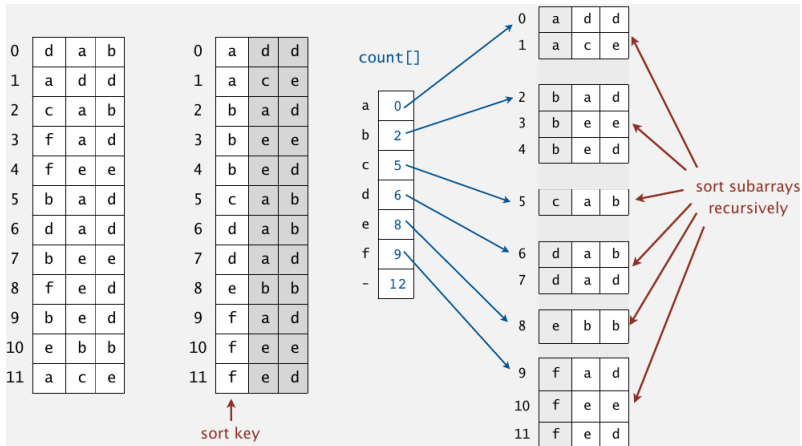 0 d a b
1 a d d
2 c a b
3 f a d
4 f e e
5 b a d
6 d a d
7 b e e
8 f e d
9 b e d
10 e b b
11 a c e
0 a d d
1 a c e
2 b a d
3 b e e
4 b e d
5 c a b
6 d a b
7 d a d
8 e b b
9 f a d
10 f e e
11 f e d
sort key
count[]
a 0
b 2
c 5
d 6
e 8
f 9
- 12
0 a d d
1 a c e
2 b a d
3 b e e
4 b e d
5 c a b
6 d a b
7 d a d
8 e b b
9 f a d
10 f e e
11 f e d
sort subarrays
recursively